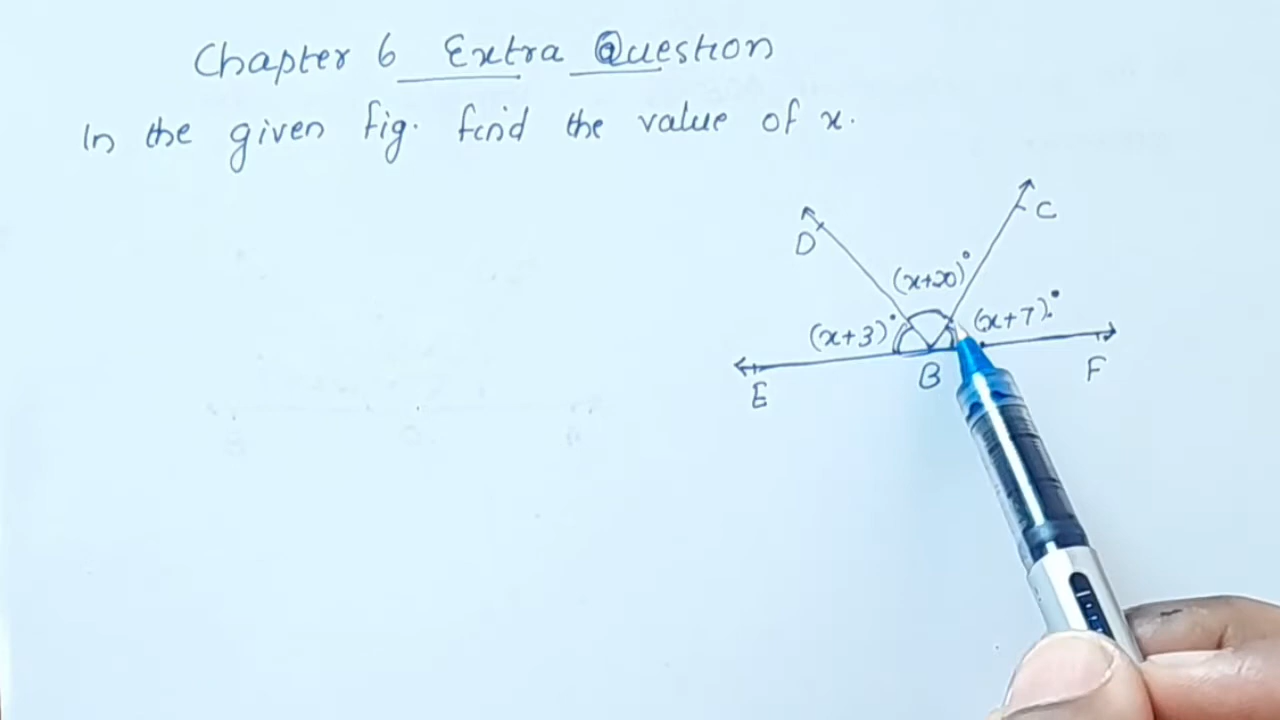 Chapter 6 Extra Question
In the given fig. find the value of x.
C
D
(x+20)°
(x+3)°
(x+7)°
B
F
E